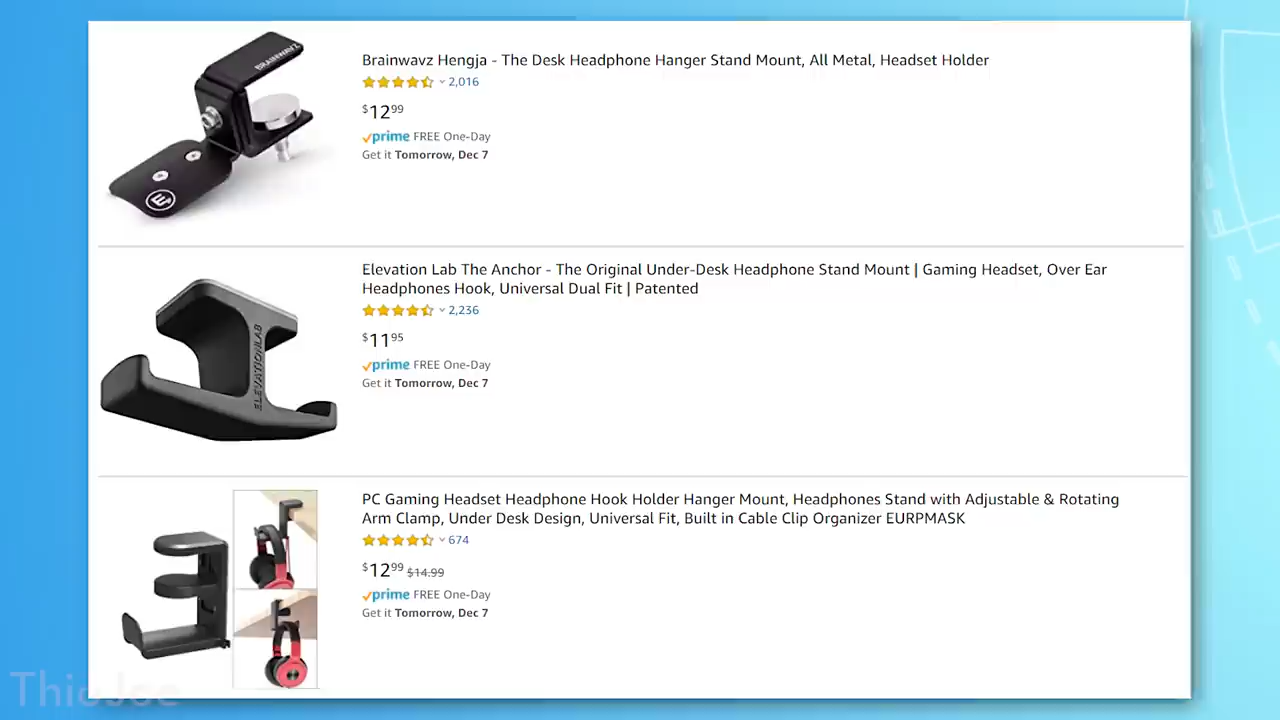 BRAINWAVZ
Brainwavz Hengja - The Desk Headphone Hanger Stand Mount, All Metal, Headset Holder
2,016
$12.99
prime FREE One-Day
Get it Tomorrow, Dec 7
Elevation Lab The Anchor - The Original Under-Desk Headphone Stand Mount | Gaming Headset, Over Ear
Headphones Hook, Universal Dual Fit | Patented
2,236
$11.95
prime FREE One-Day
Get it Tomorrow, Dec 7
ELEVATIONLAB
PC Gaming Headset Headphone Hook Holder Hanger Mount, Headphones Stand with Adjustable & Rotating
Arm Clamp, Under Desk Design, Universal Fit, Built in Cable Clip Organizer EURPMASK
674
$12.99 $14.99
prime FREE One-Day
Get it Tomorrow, Dec 7
ThioJoe